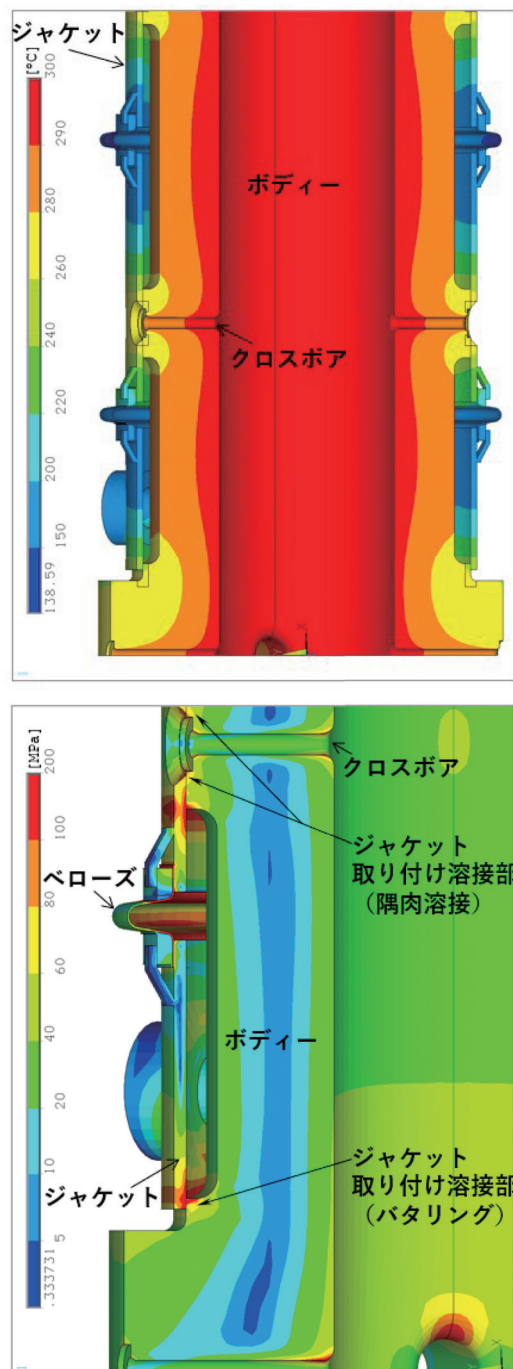 ジャケット
[℃]
300
290
280
260
240
220
200
150
138.59
ボディー
クロスボア
[MPa]
200
100
80
60
40
20
10
5
.333731
クロスボア
ジャケット
取り付け溶接部
（隅肉溶接）
ベローズ
ボディー
ジャケット
ジャケット
取り付け溶接部
（バタリング）